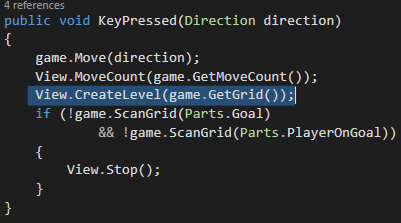 4 references
public void KeyPressed(Direction direction)
{
    game.Move(direction);
    View.MoveCount(game.GetMoveCount());
    View.CreateLevel(game.GetGrid());
    if (!game.ScanGrid(Parts.Goal)
            && !game.ScanGrid(Parts.PlayerOnGoal))
    {
        View.Stop();
    }
}